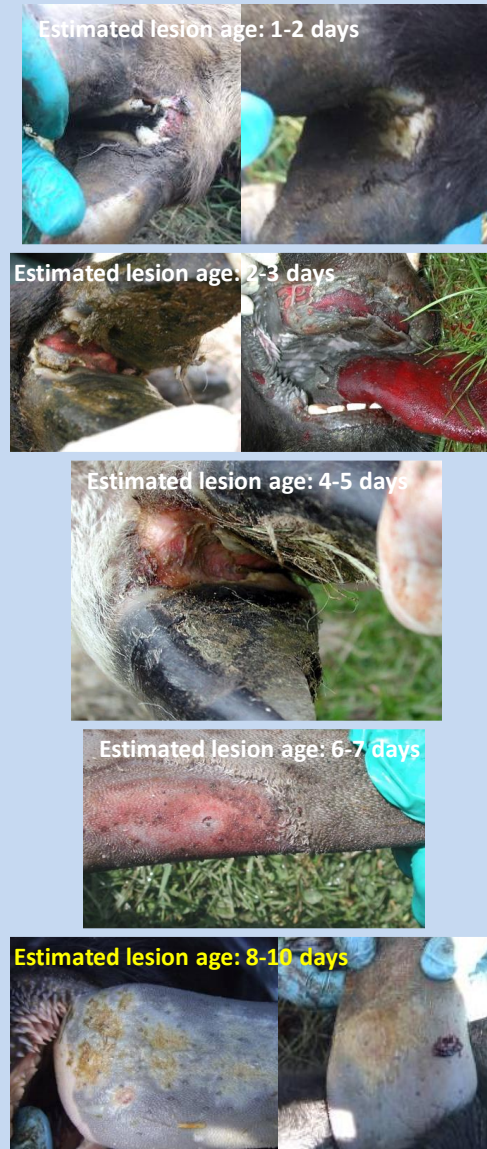 Estimated lesion age: 1-2 days
Estimated lesion age: 2-3 days
Estimated lesion age: 4-5 days
Estimated lesion age: 6-7 days
Estimated lesion age: 8-10 days